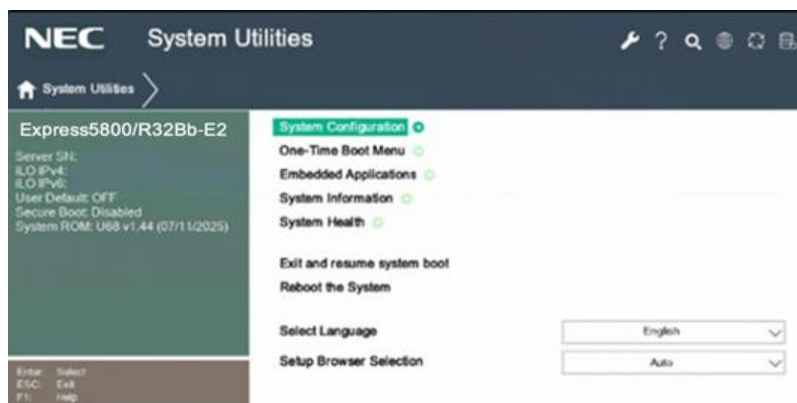 NEC System Utilities
?
System Utilities
Express5800/R32Bb-E2
Server SN:
iLO IPv4:
iLO IPv6:
User Default: OFF
Secure Boot: Disabled
System ROM: U68 v1.44 (07/11/2025)
System Configuration
One-Time Boot Menu
Embedded Applications
System Information
System Health
Exit and resume system boot
Reboot the System
Select Language English
Setup Browser Selection Auto
Enter: Select
ESC: Exit
F1: Help